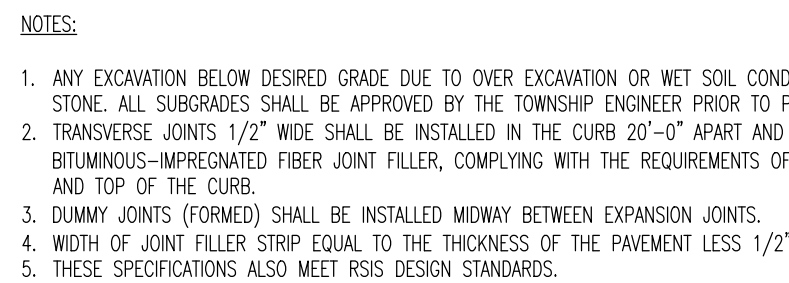 NOTES:
1. ANY EXCAVATION BELOW DESIRED GRADE DUE TO OVER EXCAVATION OR WET SOIL COND
STONE. ALL SUBGRADES SHALL BE APPROVED BY THE TOWNSHIP ENGINEER PRIOR TO P
2. TRANSVERSE JOINTS 1/2" WIDE SHALL BE INSTALLED IN THE CURB 20'-0" APART AND
BITUMINOUS-IMPREGNATED FIBER JOINT FILLER, COMPLYING WITH THE REQUIREMENTS OF
AND TOP OF THE CURB.
3. DUMMY JOINTS (FORMED) SHALL BE INSTALLED MIDWAY BETWEEN EXPANSION JOINTS.
4. WIDTH OF JOINT FILLER STRIP EQUAL TO THE THICKNESS OF THE PAVEMENT LESS 1/2"
5. THESE SPECIFICATIONS ALSO MEET RSIS DESIGN STANDARDS.